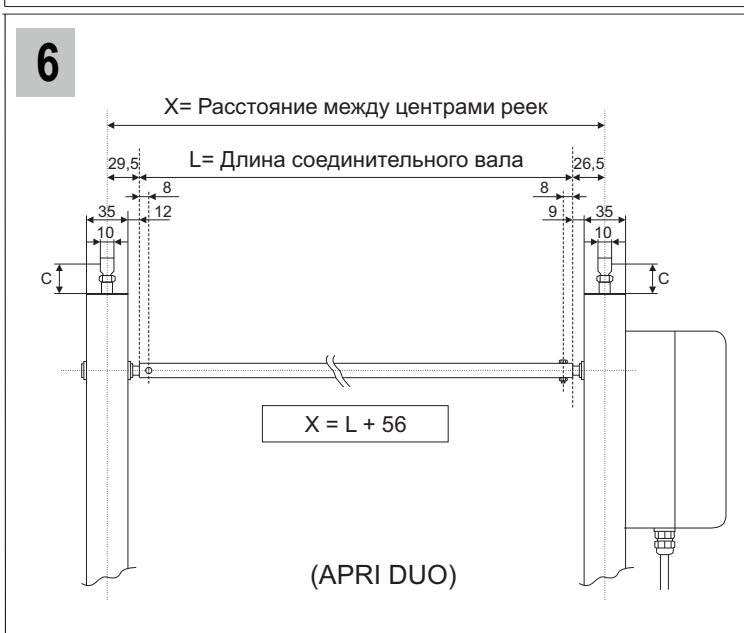 6
X= Расстояние между центрами реек
29,5
L= Длина соединительного вала
26,5
8
8
35
12
9
35
10
10
C
C
X = L + 56
(APRI DUO)